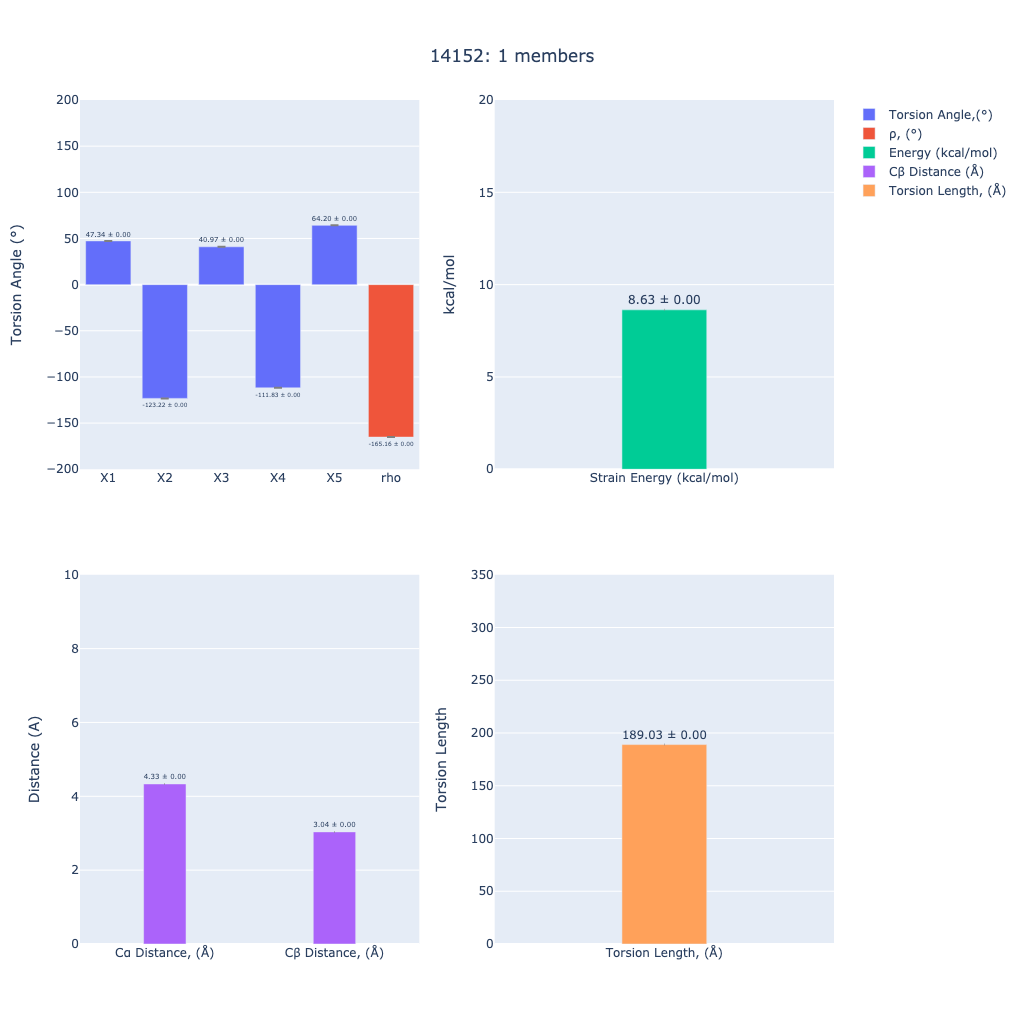 14152: 1 members
Torsion Angle (°)
200
150
100
50
0
−50
−100
−150
−200
47.34 ± 0.00
-123.22 ± 0.00
40.97 ± 0.00
-111.83 ± 0.00
64.20 ± 0.00
-165.16 ± 0.00
X1 X2 X3 X4 X5 rho
kcal/mol
20
15
10
5
0
8.63 ± 0.00
Strain Energy (kcal/mol)
Torsion Angle,(°)
ρ, (°)
Energy (kcal/mol)
Cβ Distance (Å)
Torsion Length, (Å)
Distance (A)
10
8
6
4
2
0
4.33 ± 0.00
3.04 ± 0.00
Cα Distance, (Å) Cβ Distance, (Å)
Torsion Length
350
300
250
200
150
100
50
0
189.03 ± 0.00
Torsion Length, (Å)